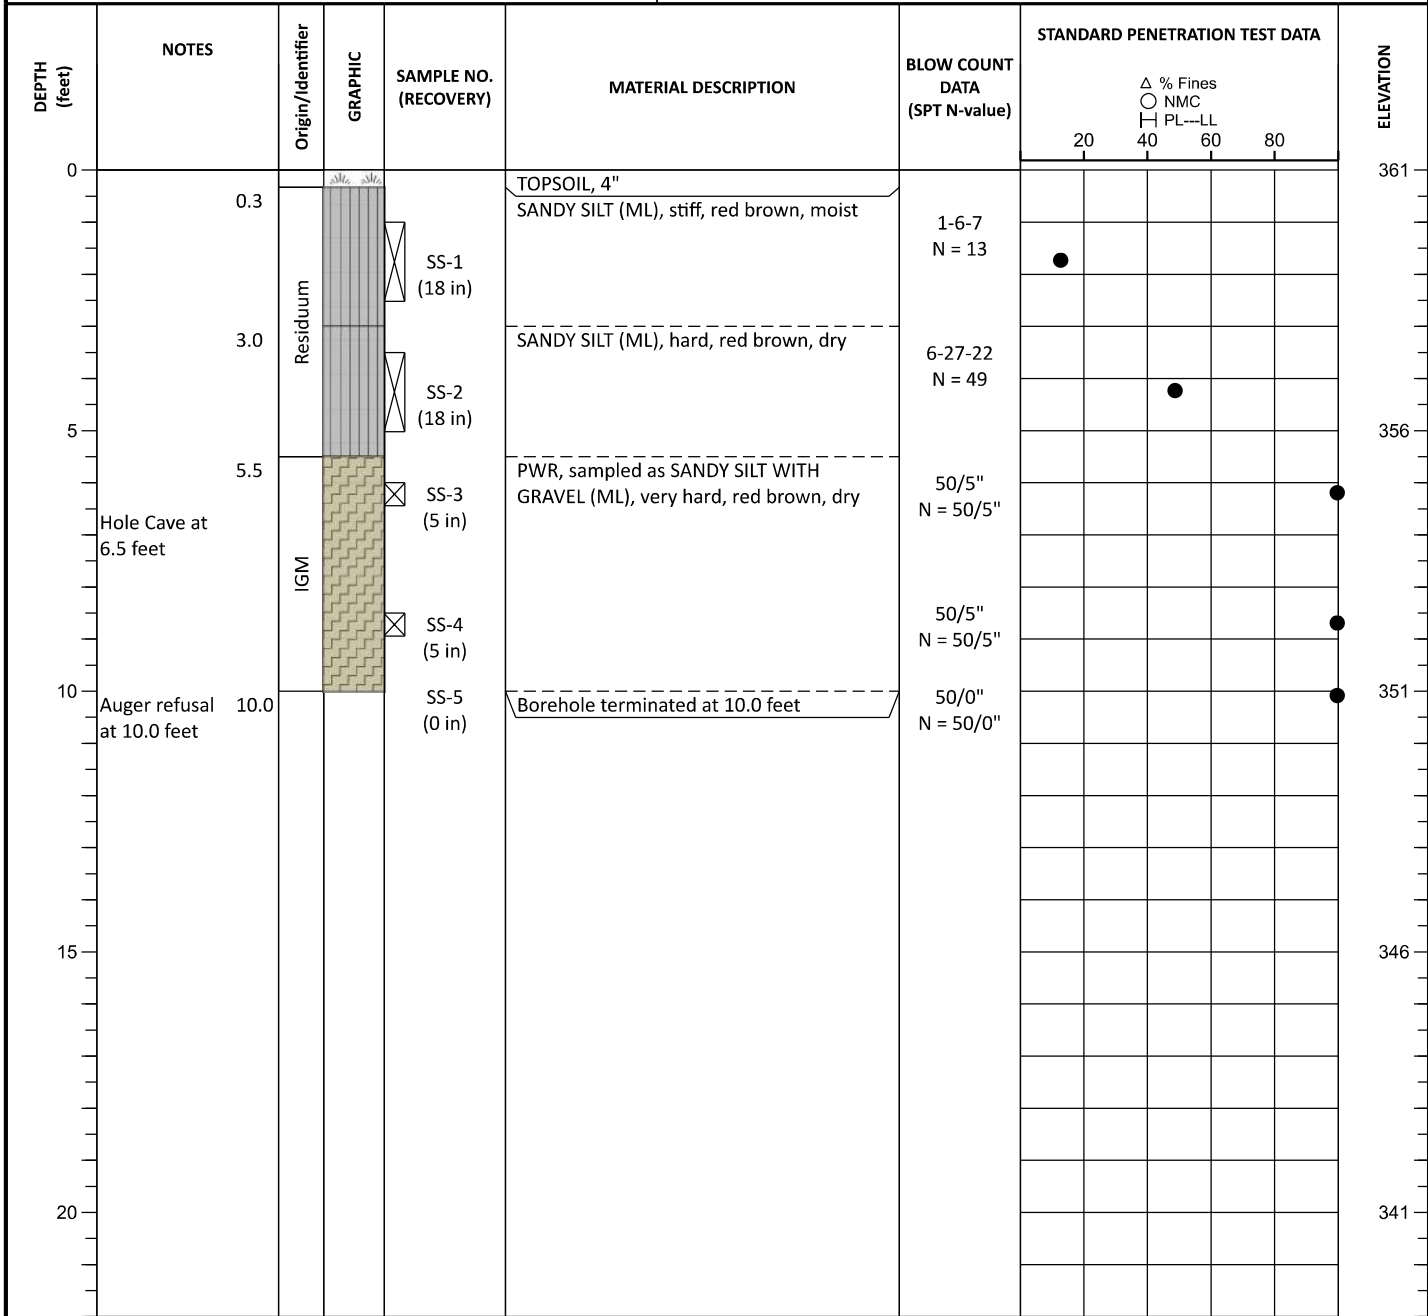 DEPTH
(feet)
NOTES
Origin/Identifier
GRAPHIC
SAMPLE NO.
(RECOVERY)
MATERIAL DESCRIPTION
BLOW COUNT
DATA
(SPT N-value)
STANDARD PENETRATION TEST DATA
% Fines
NMC
PL---LL
20 40 60 80
ELEVATION
0
361
TOPSOIL, 4"
0.3
SANDY SILT (ML), stiff, red brown, moist
1-6-7
N = 13
SS-1
(18 in)
Residuum
3.0
SANDY SILT (ML), hard, red brown, dry
6-27-22
N = 49
SS-2
(18 in)
5
356
5.5
PWR, sampled as SANDY SILT WITH
GRAVEL (ML), very hard, red brown, dry
SS-3
(5 in)
50/5"
N = 50/5"
Hole Cave at
6.5 feet
IGM
SS-4
(5 in)
50/5"
N = 50/5"
10
351
Auger refusal
at 10.0 feet
10.0
SS-5
(0 in)
Borehole terminated at 10.0 feet
50/0"
N = 50/0"
15
346
20
341